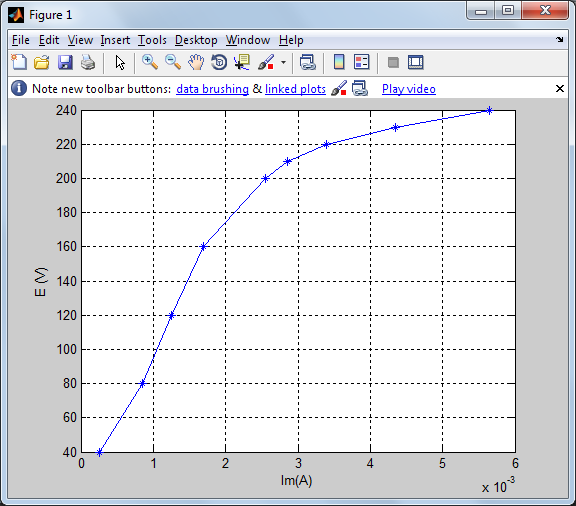 Figure 1
File Edit View Insert Tools Desktop Window Help
Note new toolbar buttons: data brushing & linked plots Play video
240
220
200
180
160
140
120
100
80
60
40
E (V)
0 1 2 3 4 5 6
Im(A)
x 10^-3